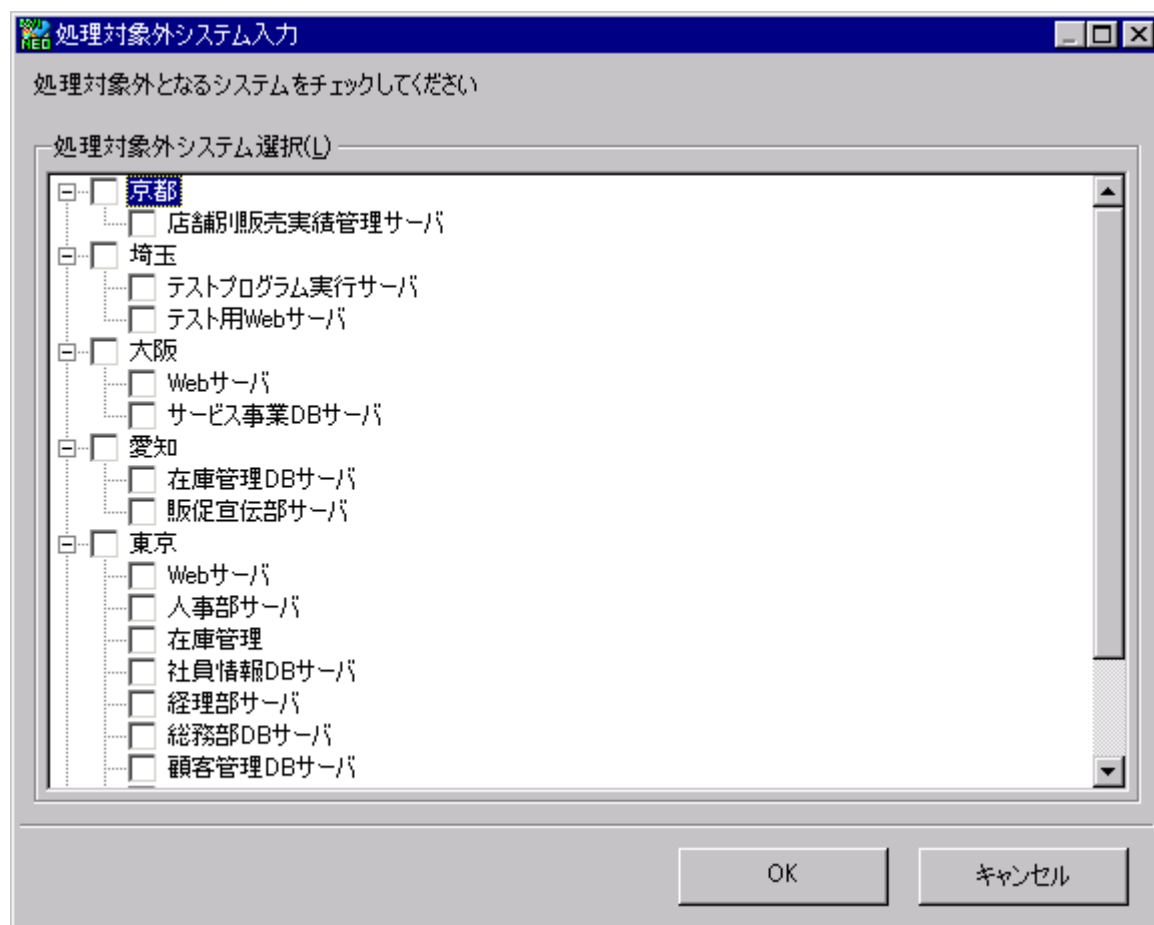 NEO 処理対象外システム入力
処理対象外となるシステムをチェックしてください
処理対象外システム選択(L)
京都
店舗別販売実績管理サーバ
埼玉
テストプログラム実行サーバ
テスト用Webサーバ
大阪
Webサーバ
サービス事業DBサーバ
愛知
在庫管理DBサーバ
販促宣伝部サーバ
東京
Webサーバ
人事部サーバ
在庫管理
社員情報DBサーバ
経理部サーバ
総務部DBサーバ
顧客管理DBサーバ
OK キャンセル